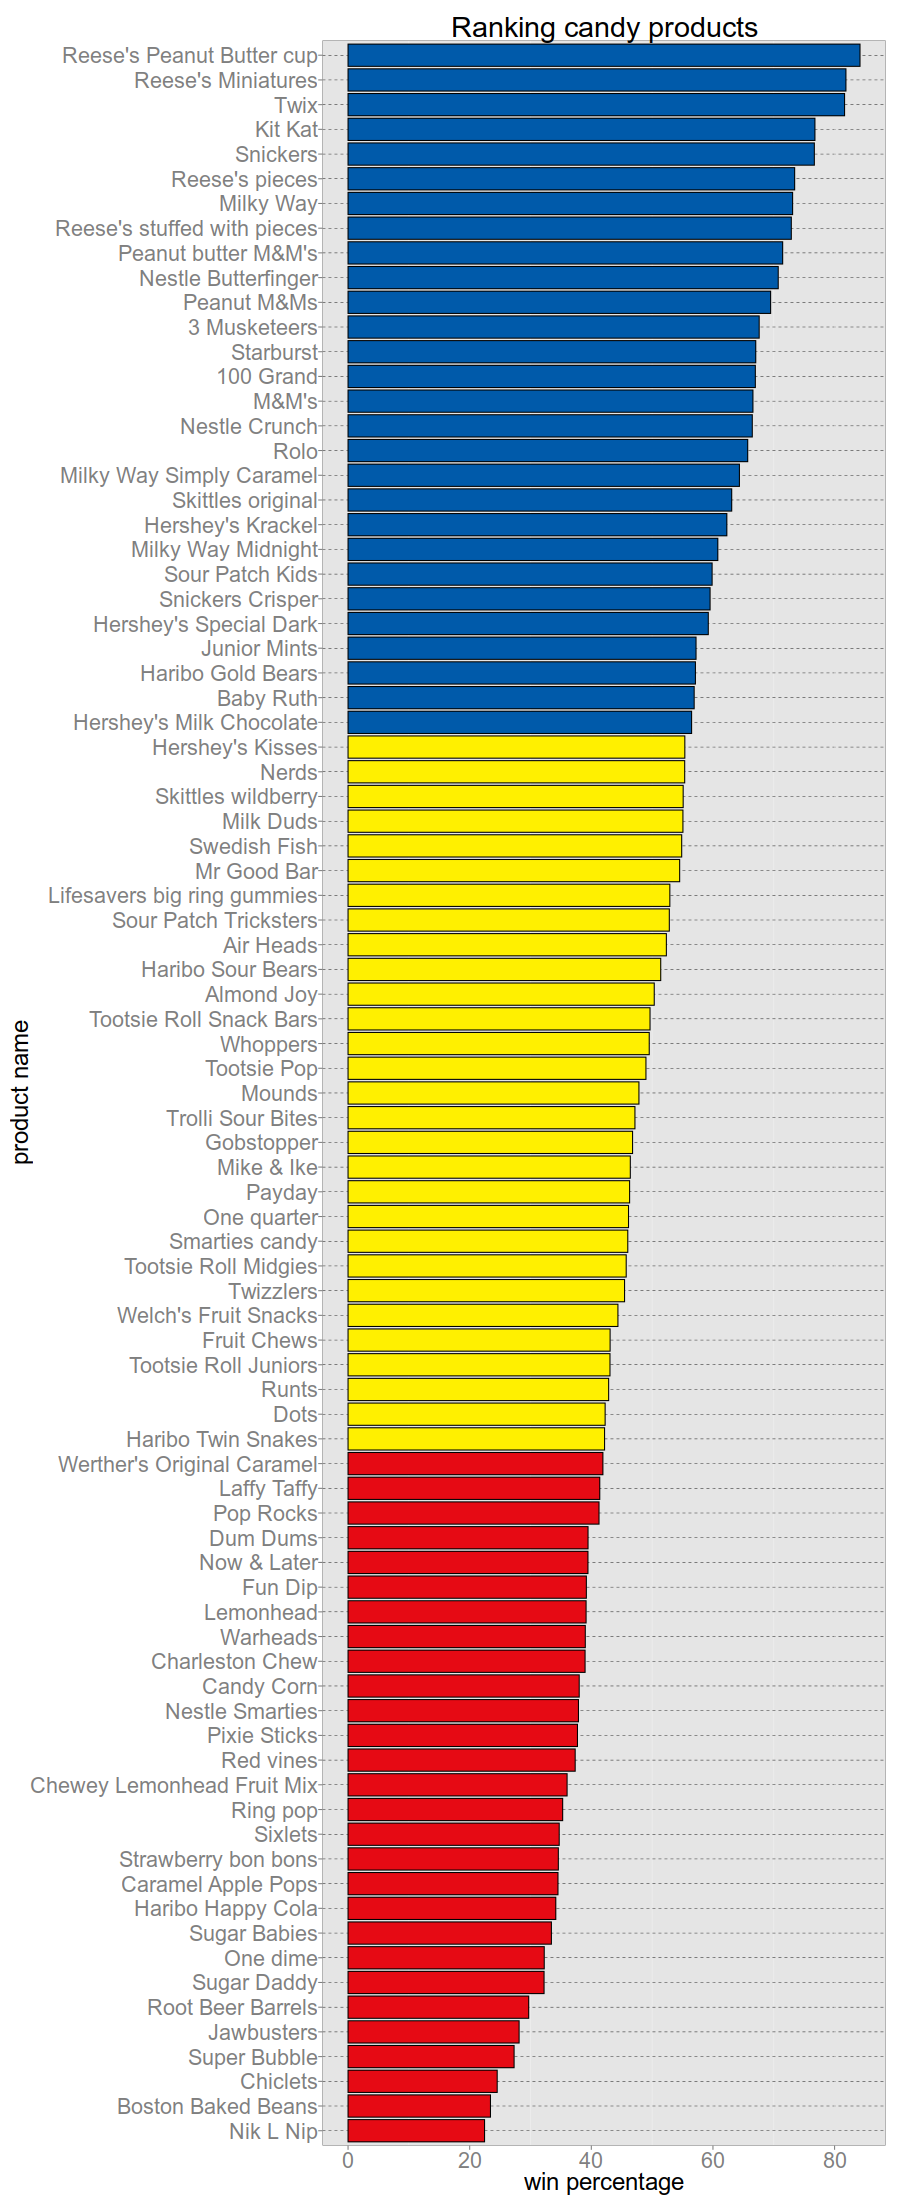 Ranking candy products
Reese's Peanut Butter cup
Reese's Miniatures
Twix
Kit Kat
Snickers
Reese's pieces
Milky Way
Reese's stuffed with pieces
Peanut butter M&M's
Nestle Butterfinger
Peanut M&Ms
3 Musketeers
Starburst
100 Grand
M&M's
Nestle Crunch
Rolo
Milky Way Simply Caramel
Skittles original
Hershey's Krackel
Milky Way Midnight
Sour Patch Kids
Snickers Crisper
Hershey's Special Dark
Junior Mints
Haribo Gold Bears
Baby Ruth
Hershey's Milk Chocolate
Hershey's Kisses
Nerds
Skittles wildberry
Milk Duds
Swedish Fish
Mr Good Bar
Lifesavers big ring gummies
Sour Patch Tricksters
Air Heads
Haribo Sour Bears
Almond Joy
Tootsie Roll Snack Bars
Whoppers
Tootsie Pop
Mounds
Trolli Sour Bites
Gobstopper
Mike & Ike
Payday
One quarter
Smarties candy
Tootsie Roll Midgies
Twizzlers
Welch's Fruit Snacks
Fruit Chews
Tootsie Roll Juniors
Runts
Dots
Haribo Twin Snakes
Werther's Original Caramel
Laffy Taffy
Pop Rocks
Dum Dums
Now & Later
Fun Dip
Lemonhead
Warheads
Charleston Chew
Candy Corn
Nestle Smarties
Pixie Sticks
Red vines
Chewey Lemonhead Fruit Mix
Ring pop
Sixlets
Strawberry bon bons
Caramel Apple Pops
Haribo Happy Cola
Sugar Babies
One dime
Sugar Daddy
Root Beer Barrels
Jawbusters
Super Bubble
Chiclets
Boston Baked Beans
Nik L Nip
product name
0 20 40 60 80
win percentage